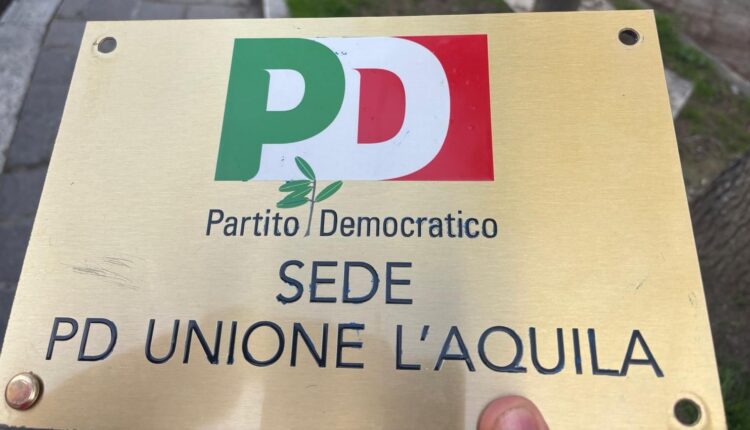 PD
Partito Democratico
SEDE
PD UNIONE L'AQUILA